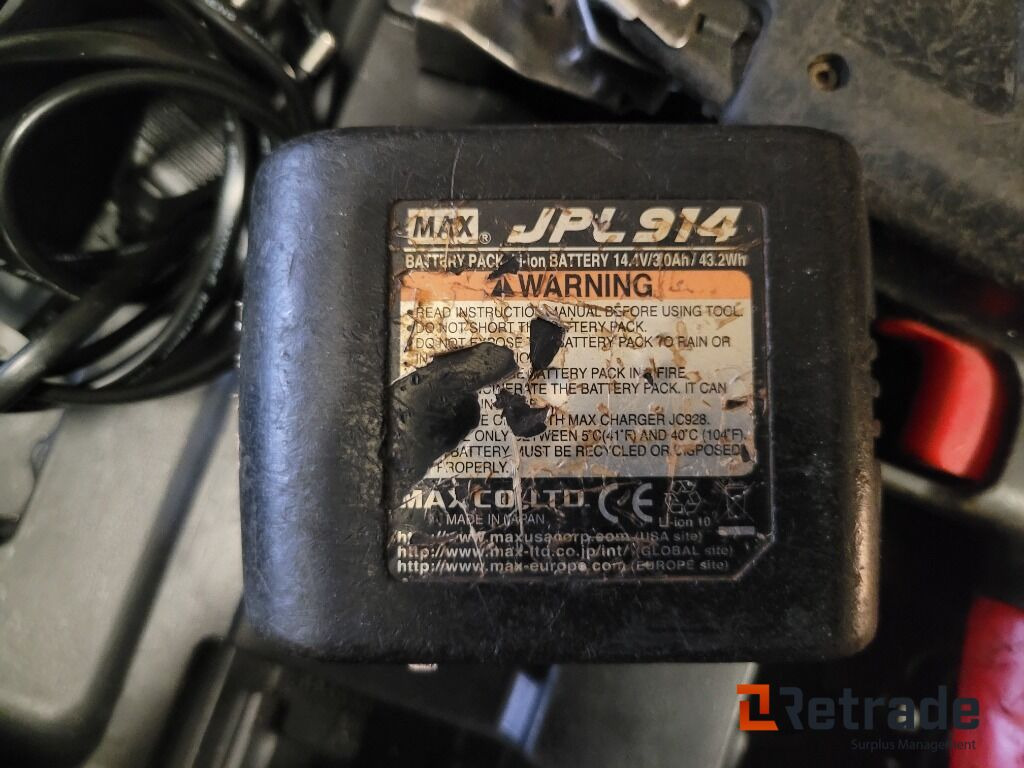 MAX® JPL914
BATTERY PACK Li-ion BATTERY 14.4V/3.0Ah/43.2Wh
WARNING
READ INSTRUCTION MANUAL BEFORE USING TOOL.
DO NOT SHORT THE BATTERY PACK.
DO NOT EXPOSE BATTERY PACK TO RAIN OR
BATTERY PACK IN FIRE
THE BATTERY PACK. IT CAN
WITH MAX CHARGER JC928.
ONLY BETWEEN 5°C(41°F) AND 40°C (104°F).
BATTERY MUST BE RECYCLED OR DISPOSED
PROPERLY.
MAX CO.,LTD. CE
MADE IN JAPAN Li-ion 10
http://www.maxusacorp.com (USA site)
http://www.max-ltd.co.jp/int/ (GLOBAL site)
http://www.max-europe.com (EUROPE site)
Retrade
Surplus Management